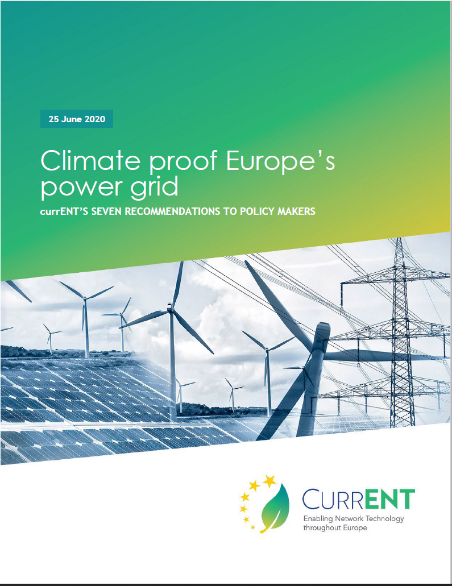 25 June 2020
Climate proof Europe's
power grid
currENT'S SEVEN RECOMMENDATIONS TO POLICY MAKERS
CURRENT
Enabling Network Technology
throughout Europe